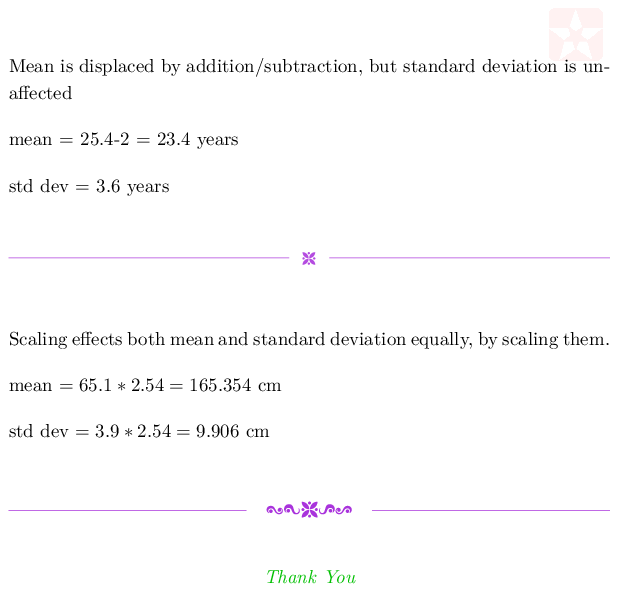 Mean is displaced by addition/subtraction, but standard deviation is un-
affected
mean = 25.4-2 = 23.4 years
std dev = 3.6 years
Scaling effects both mean and standard deviation equally, by scaling them.
mean = 65.1 ∗ 2.54 = 165.354 cm
std dev = 3.9 ∗ 2.54 = 9.906 cm
Thank You